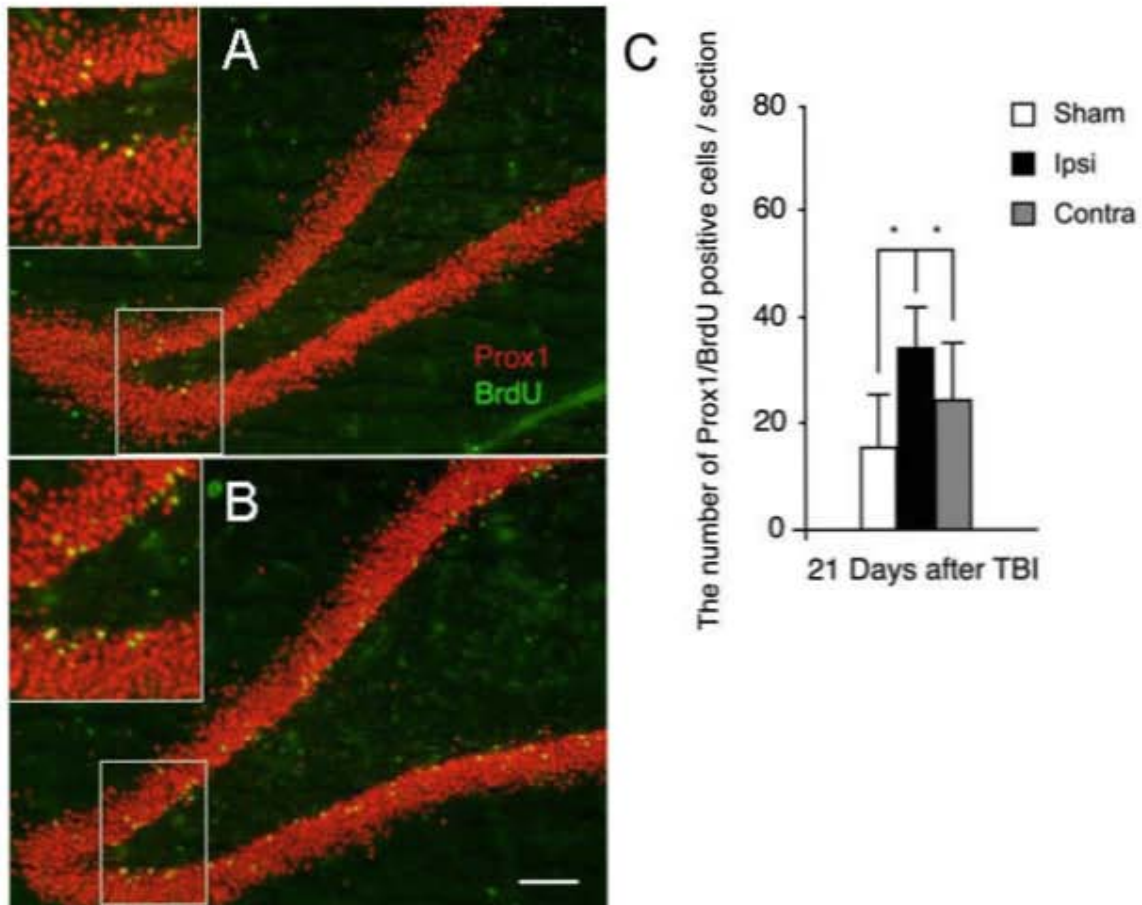 A
Prox1
BrdU
B
C
The number of Prox1/BrdU positive cells / section
80
60
40
20
0
* *
Sham
Ipsi
Contra
21 Days after TBI